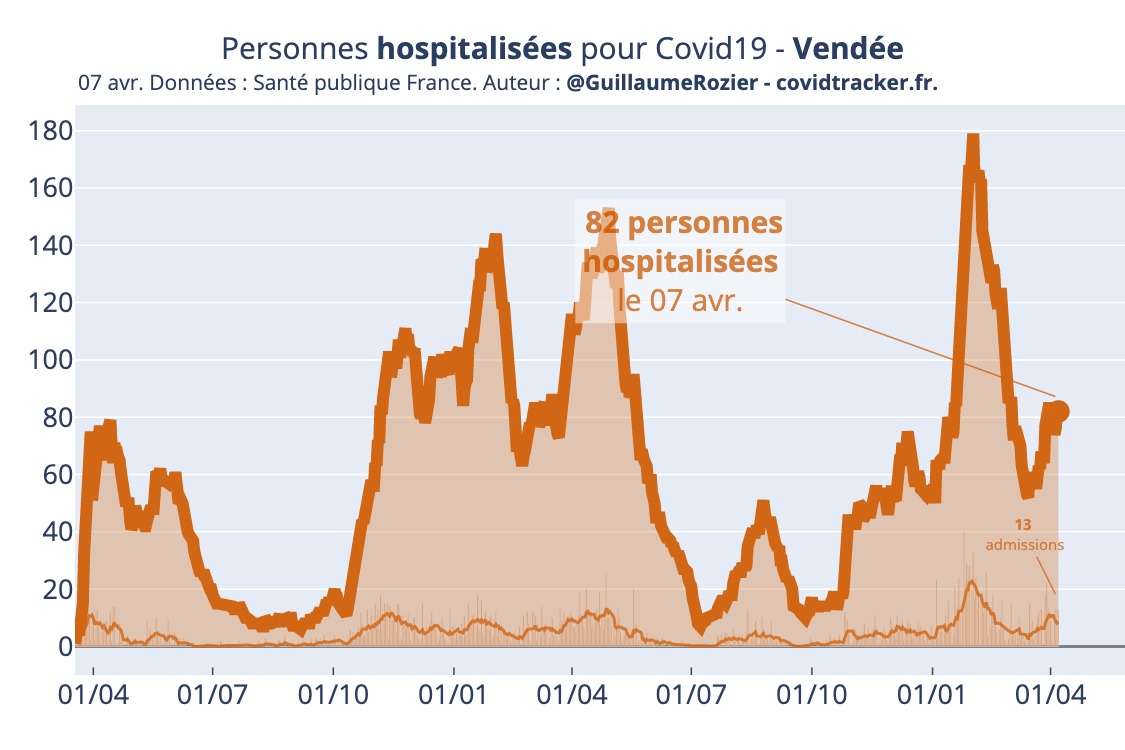 Personnes hospitalisées pour Covid19 - Vendée
07 avr. Données : Santé publique France. Auteur : @GuillaumeRozier - covidtracker.fr.
180
160
140
120
100
80
60
40
20
0
82 personnes
hospitalisées
le 07 avr.
13
admissions
01/04 01/07 01/10 01/01 01/04 01/07 01/10 01/01 01/04